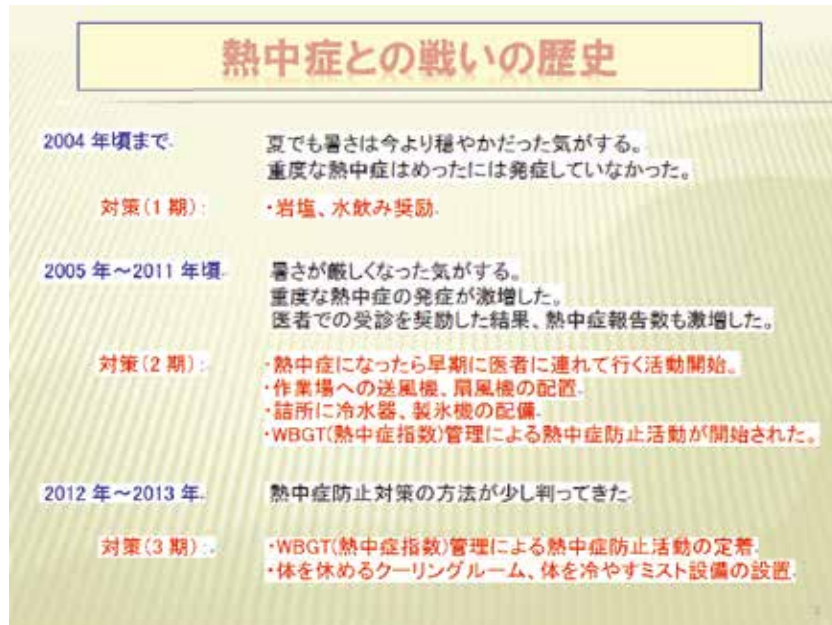 熱中症との戦いの歴史
2004 年頃まで
夏でも暑さは今より穏やかだった気がする。
重度な熱中症はめったには発症していなかった。
対策(1 期):
・岩塩、水飲み奨励
2005 年～2011 年頃
暑さが厳しくなった気がする。
重度な熱中症の発症が激増した。
医者での受診を奨励した結果、熱中症報告数も激増した。
対策(2 期):
・熱中症になったら早期に医者に連れて行く活動開始。
・作業場への送風機、扇風機の配置
・詰所に冷水器、製氷機の配備
・WBGT(熱中症指数)管理による熱中症防止活動が開始された。
2012 年～2013 年
熱中症防止対策の方法が少し判ってきた
対策(3 期):
・WBGT(熱中症指数)管理による熱中症防止活動の定着
・体を休めるクーリングルーム、体を冷やすミスト設備の設置